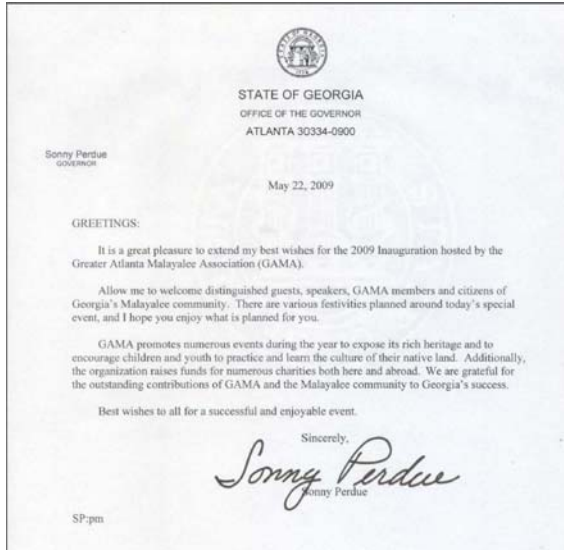 STATE OF GEORGIA
OFFICE OF THE GOVERNOR
ATLANTA 30334-0900
Sonny Perdue
GOVERNOR
May 22, 2009
GREETINGS:
It is a great pleasure to extend my best wishes for the 2009 Inauguration hosted by the
Greater Atlanta Malayalee Association (GAMA).
Allow me to welcome distinguished guests, speakers, GAMA members and citizens of
Georgia's Malayalee community. There are various festivities planned around today's special
event, and I hope you enjoy what is planned for you.
GAMA promotes numerous events during the year to expose its rich heritage and to
encourage children and youth to practice and learn the culture of their native land. Additionally,
the organization raises funds for numerous charities both here and abroad. We are grateful for
the outstanding contributions of GAMA and the Malayalee community to Georgia's success.
Best wishes to all for a successful and enjoyable event.
Sincerely,
Sonny Perdue
Sonny Perdue
SP:pm